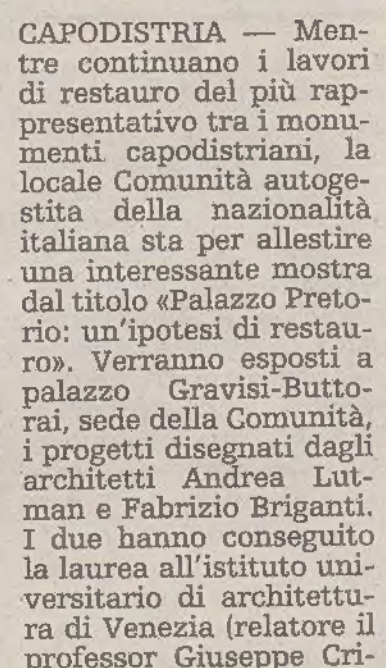 CAPODISTRIA — Men-
tre continuano i lavori
di restauro del più rap-
presentativo tra i monu-
menti capodistriani, la
locale Comunità autoge-
stita della nazionalità
italiana sta per allestire
una interessante mostra
dal titolo «Palazzo Preto-
rio: un'ipotesi di restau-
ro». Verranno esposti a
palazzo Gravisi-Butto-
rai, sede della Comunità,
i progetti disegnati dagli
architetti Andrea Lut-
man e Fabrizio Briganti.
I due hanno conseguito
la laurea all'istituto uni-
versitario di architettu-
ra di Venezia (relatore il
professor Giuseppe Cri-